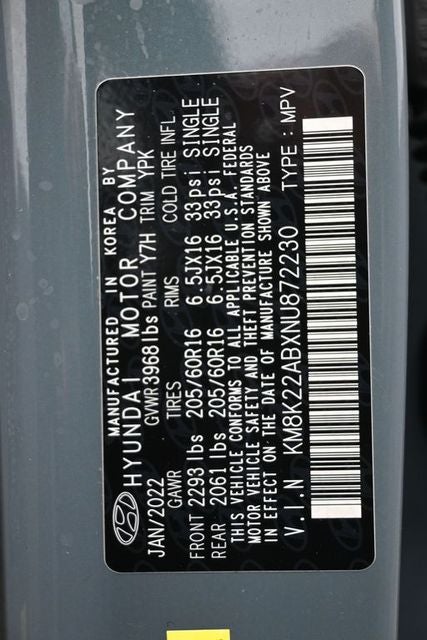 MANUFACTURED IN KOREA BY
HYUNDAI MOTOR COMPANY
JAN/2022 GVWR 3968lbs PAINT Y7H TRIM YPK
GAWR TIRES RIMS COLD TIRE INFL.
FRONT 2293 lbs 205/60R16 6.5JX16 33psi SINGLE
REAR 2061 lbs 205/60R16 6.5JX16 33psi SINGLE
THIS VEHICLE CONFORMS TO ALL APPLICABLE U.S.A. FEDERAL
MOTOR VEHICLE SAFETY AND THEFT PREVENTION STANDARDS
IN EFFECT ON THE DATE OF MANUFACTURE SHOWN ABOVE
V.I.N KM8K22ABXNU872230 TYPE : MPV